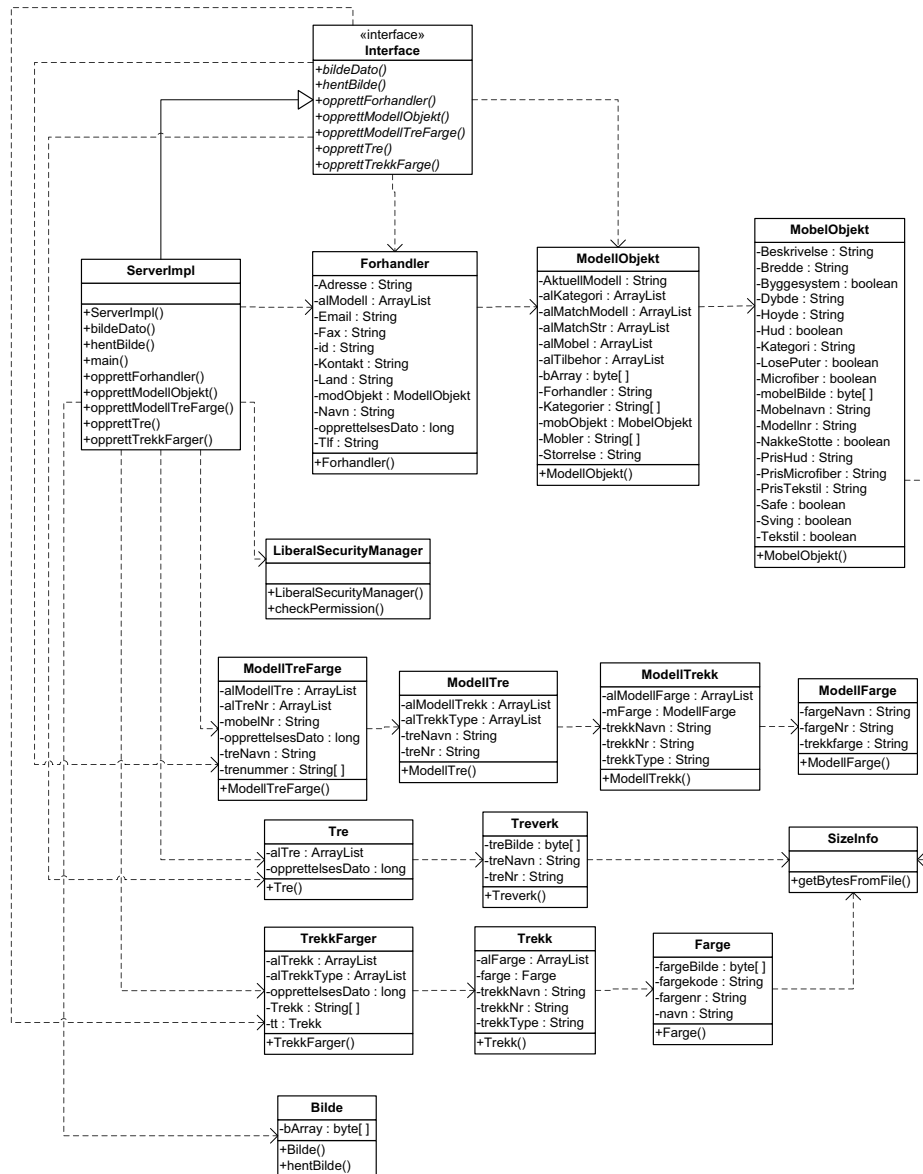 «interface»
Interface
+bildeDato()
+hentBilde()
+opprettForhandler()
+opprettModellObjekt()
+opprettModellTreFarge()
+opprettTre()
+opprettTrekkFarge()
ServerImpl
+ServerImpl()
+bildeDato()
+hentBilde()
+main()
+opprettForhandler()
+opprettModellObjekt()
+opprettModellTreFarge()
+opprettTre()
+opprettTrekkFarger()
Forhandler
-Adresse : String
-alModell : ArrayList
-Email : String
-Fax : String
-id : String
-Kontakt : String
-Land : String
-modObjekt : ModellObjekt
-Navn : String
-opprettelsesDato : long
-Tlf : String
+Forhandler()
ModellObjekt
-AktuellModell : String
-alKategori : ArrayList
-alMatchModell : ArrayList
-alMatchStr : ArrayList
-alMobel : ArrayList
-alTilbehor : ArrayList
-bArray : byte[ ]
-Forhandler : String
-Kategorier : String[ ]
-mobObjekt : MobelObjekt
-Mobler : String[ ]
-Storrelse : String
+ModellObjekt()
MobelObjekt
-Beskrivelse : String
-Bredde : String
-Byggesystem : boolean
-Dybde : String
-Hoyde : String
-Hud : boolean
-Kategori : String
-LosePuter : boolean
-Microfiber : boolean
-mobelBilde : byte[ ]
-Mobelnavn : String
-Modellnr : String
-NakkeStotte : boolean
-PrisHud : String
-PrisMicrofiber : String
-PrisTekstil : String
-Safe : boolean
-Sving : boolean
-Tekstil : boolean
+MobelObjekt()
LiberalSecurityManager
+LiberalSecurityManager()
+checkPermission()
ModellTreFarge
-alModellTre : ArrayList
-alTreNr : ArrayList
-mobelNr : String
-opprettelsesDato : long
-treNavn : String
-trenummer : String[ ]
+ModellTreFarge()
ModellTre
-alModellTrekk : ArrayList
-alTrekkType : ArrayList
-treNavn : String
-treNr : String
+ModellTre()
ModellTrekk
-alModellFarge : ArrayList
-mFarge : ModellFarge
-trekkNavn : String
-trekkNr : String
-trekkType : String
+ModellTrekk()
ModellFarge
-fargeNavn : String
-fargeNr : String
-trekkfarge : String
+ModellFarge()
Tre
-alTre : ArrayList
-opprettelsesDato : long
+Tre()
Treverk
-treBilde : byte[ ]
-treNavn : String
-treNr : String
+Treverk()
SizeInfo
+getBytesFromFile()
TrekkFarger
-alTrekk : ArrayList
-alTrekkType : ArrayList
-opprettelsesDato : long
-Trekk : String[ ]
-tt : Trekk
+TrekkFarger()
Trekk
-alFarge : ArrayList
-farge : Farge
-trekkNavn : String
-trekkNr : String
-trekkType : String
+Trekk()
Farge
-fargeBilde : byte[ ]
-fargekode : String
-fargenr : String
-navn : String
+Farge()
Bilde
-bArray : byte[ ]
+Bilde()
+hentBilde()